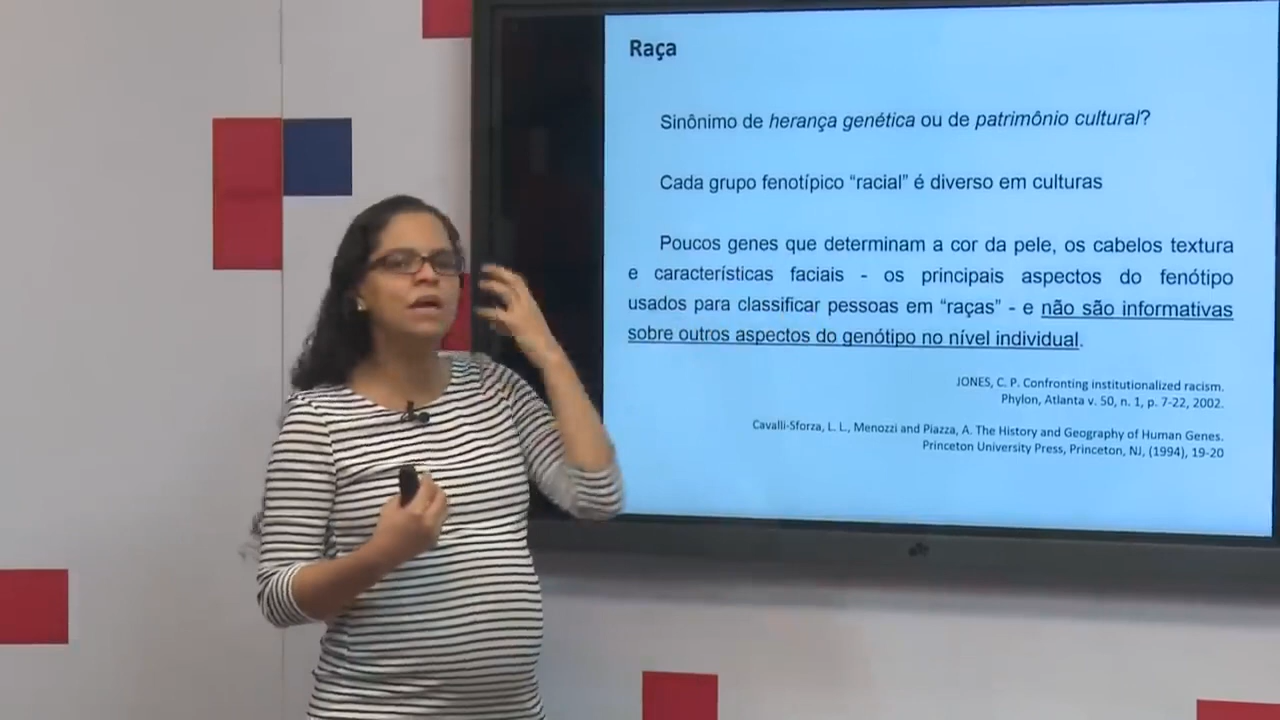 Raça
Sinônimo de herança genética ou de patrimônio cultural?
Cada grupo fenotípico “racial” é diverso em culturas
Poucos genes que determinam a cor da pele, os cabelos textura
e características faciais - os principais aspectos do fenótipo
usados para classificar pessoas em “raças” - e não são informativas
sobre outros aspectos do genótipo no nível individual.
JONES, C. P. Confronting institutionalized racism.
Phylon, Atlanta v. 50, n. 1, p. 7-22, 2002.
Cavalli-Sforza, L. L., Menozzi and Piazza, A. The History and Geography of Human Genes.
Princeton University Press, Princeton, NJ, (1994), 19-20